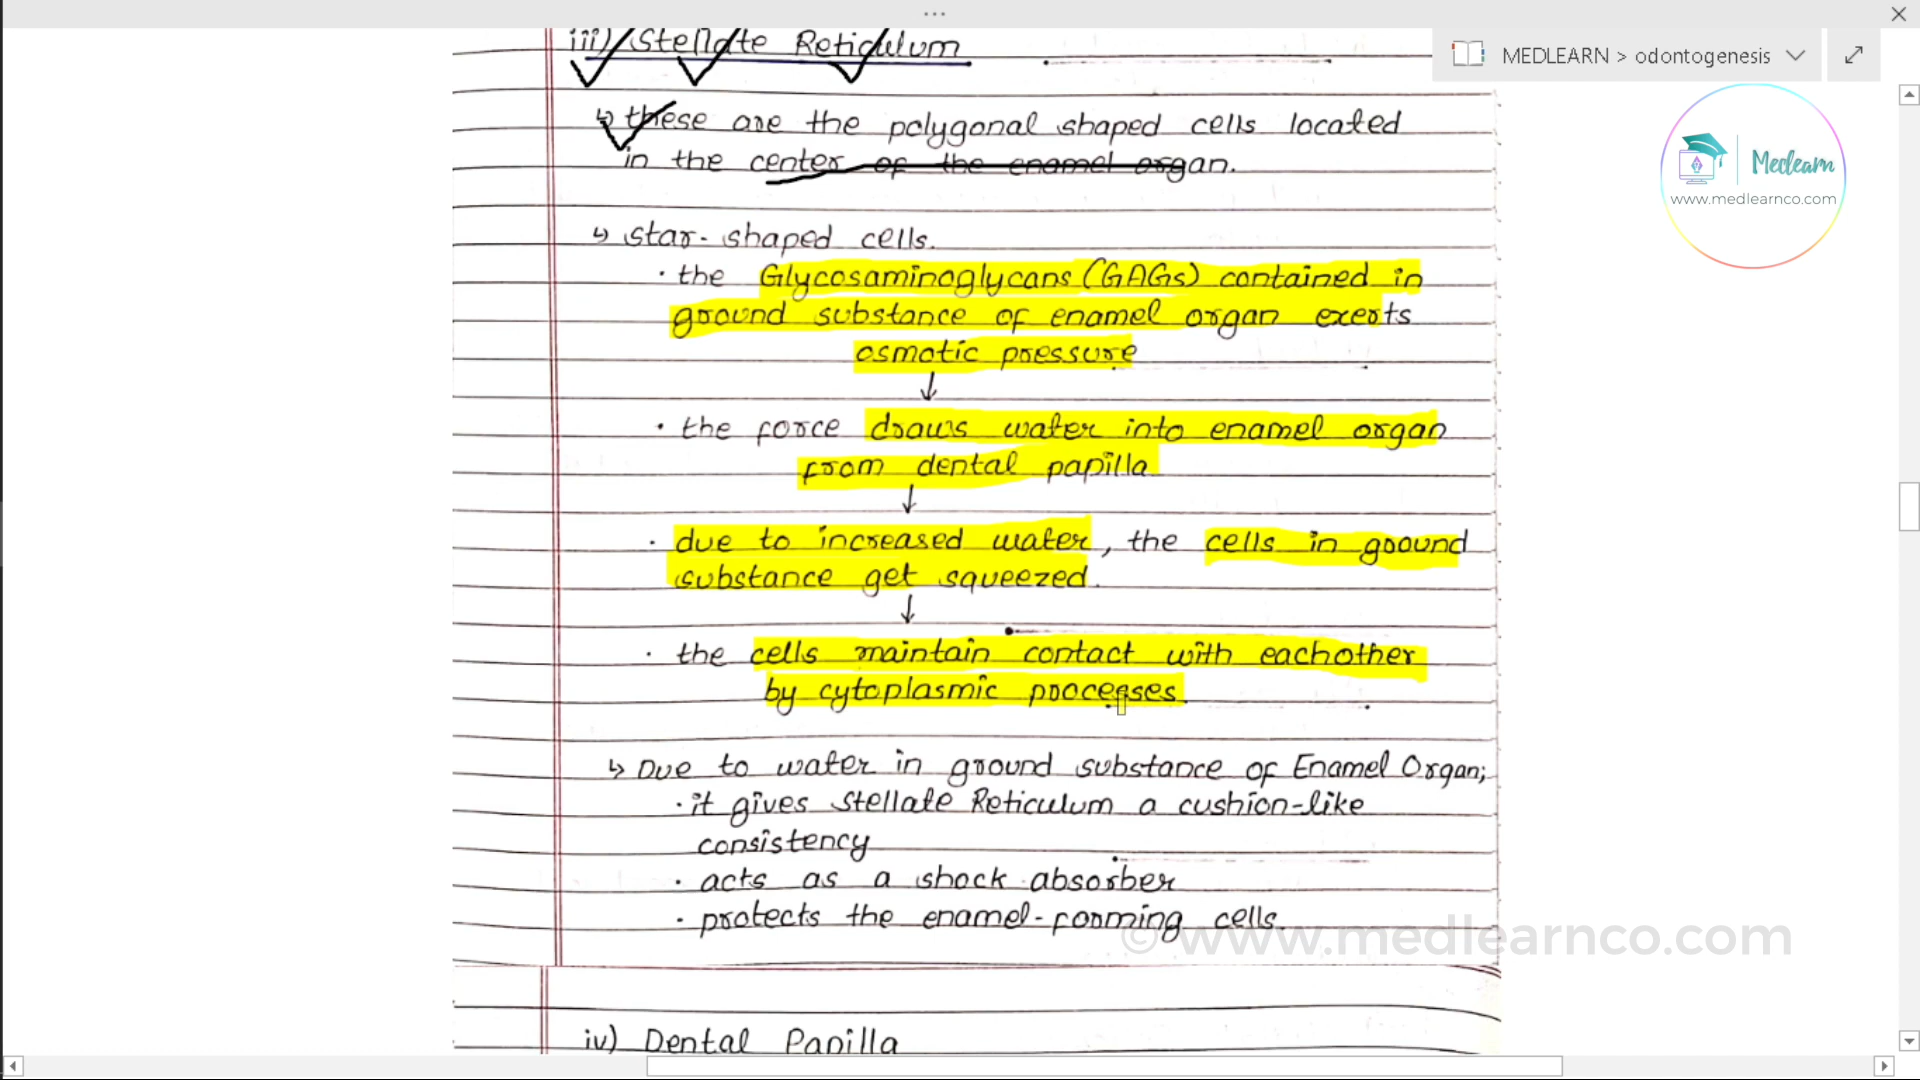 ...
MEDLEARN > odontogenesis
Medlearn
www.medlearnco.com
iii) Stellate Reticulum
↳ these are the polygonal shaped cells located
in the center of the enamel organ.
↳ star-shaped cells.
· the Glycosaminoglycans (GAGs) contained in
ground substance of enamel organ exerts
osmotic pressure
↓
· the force draws water into enamel organ
from dental papilla
↓
· due to increased water, the cells in ground
substance get squeezed.
↓
· the cells maintain contact with eachother
by cytoplasmic processes.
↳ Due to water in ground substance of Enamel Organ;
· it gives Stellate Reticulum a cushion-like
consistency
· acts as a shock absorber
· protects the enamel-forming cells.
© www.medlearnco.com
iv) Dental Papilla